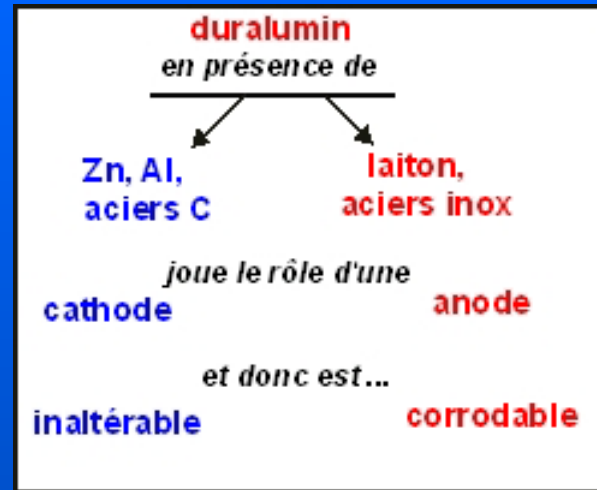 duralumin
en présence de
Zn, Al,
aciers C
laiton,
aciers inox
joue le rôle d'une
cathode
anode
et donc est...
inaltérable
corrodable